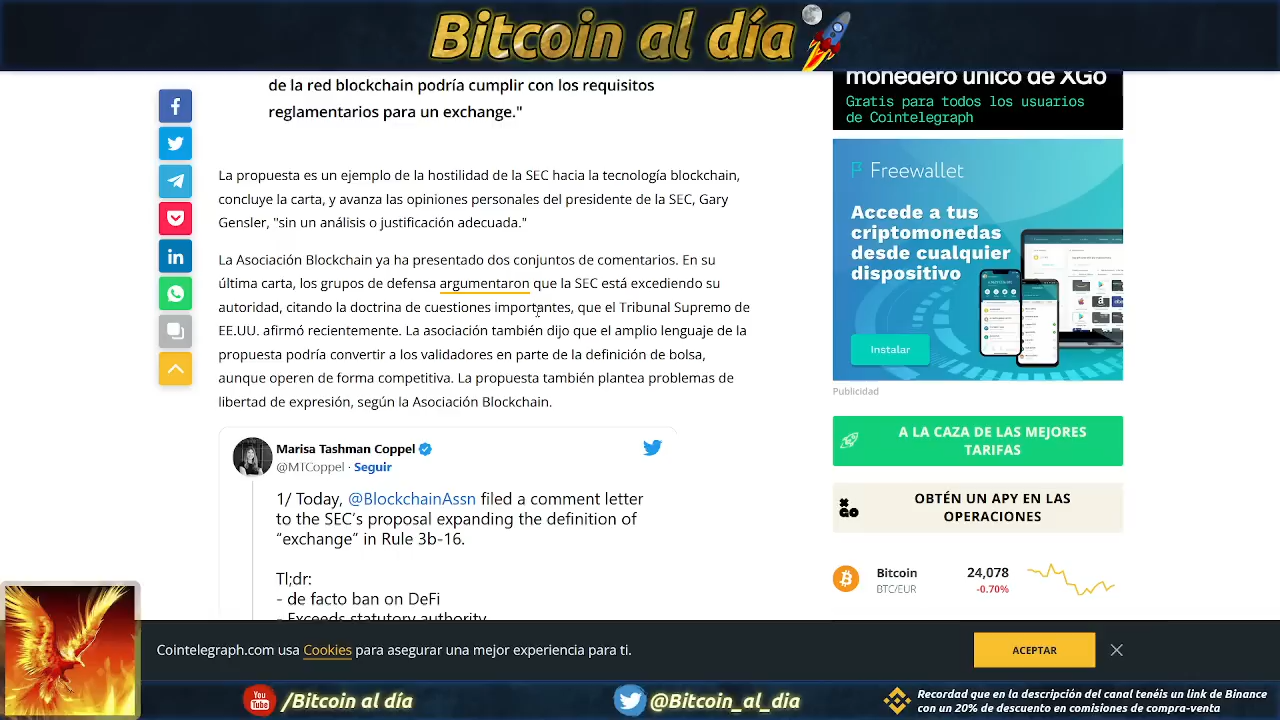 Bitcoin al día
de la red blockchain podría cumplir con los requisitos
reglamentarios para un exchange."
La propuesta es un ejemplo de la hostilidad de la SEC hacia la tecnología blockchain,
concluye la carta, y avanza las opiniones personales del presidente de la SEC, Gary
Gensler, "sin un análisis o justificación adecuada."
La Asociación Blockchain ya ha presentado dos conjuntos de comentarios. En su
última carta del 13 de junio, ésta argumentaron que la SEC está excediendo su
autoridad, según la doctrina de cuestiones importantes, que el Tribunal Supremo de
EE.UU. afirmó recientemente. La asociación también dijo que el amplio lenguaje de la
propuesta podría convertir a los validadores en parte de la definición de bolsa,
aunque operen de forma competitiva. La propuesta también plantea problemas de
libertad de expresión, según la Asociación Blockchain.
Marisa Tashman Coppel
@MTCoppel · Seguir
1/ Today, @BlockchainAssn filed a comment letter
to the SEC's proposal expanding the definition of
“exchange” in Rule 3b-16.
Tl;dr:
- de facto ban on DeFi
- Exceeds statutory authority
monedero único de XGo
Gratis para todos los usuarios
de Cointelegraph
Freewallet
Accede a tus
criptomonedas
desde cualquier
dispositivo
Instalar
Publicidad
A LA CAZA DE LAS MEJORES
TARIFAS
OBTÉN UN APY EN LAS
OPERACIONES
Bitcoin 24,078
BTC/EUR -0.70%
Cointelegraph.com usa Cookies para asegurar una mejor experiencia para ti.
ACEPTAR
You Tube /Bitcoin al día
@Bitcoin_al_dia
Recordad que en la descripción del canal tenéis un link de Binance
con un 20% de descuento en comisiones de compra-venta